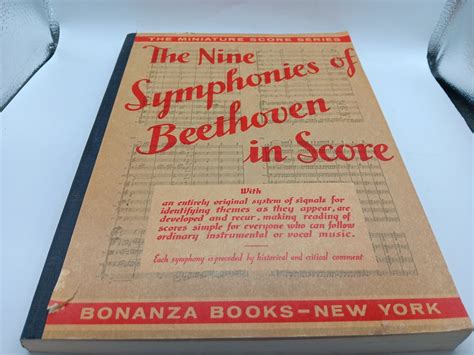 THE MINIATURE SCORE SERIES
The Nine
Symphonies of
Beethoven
in Score
With
an entirely original system of signals for
identifying themes as they appear, are
developed and recur, making reading of
scores simple for everyone who can follow
ordinary instrumental or vocal music.
Each symphony is preceded by historical and critical comment
BONANZA BOOKS—NEW YORK